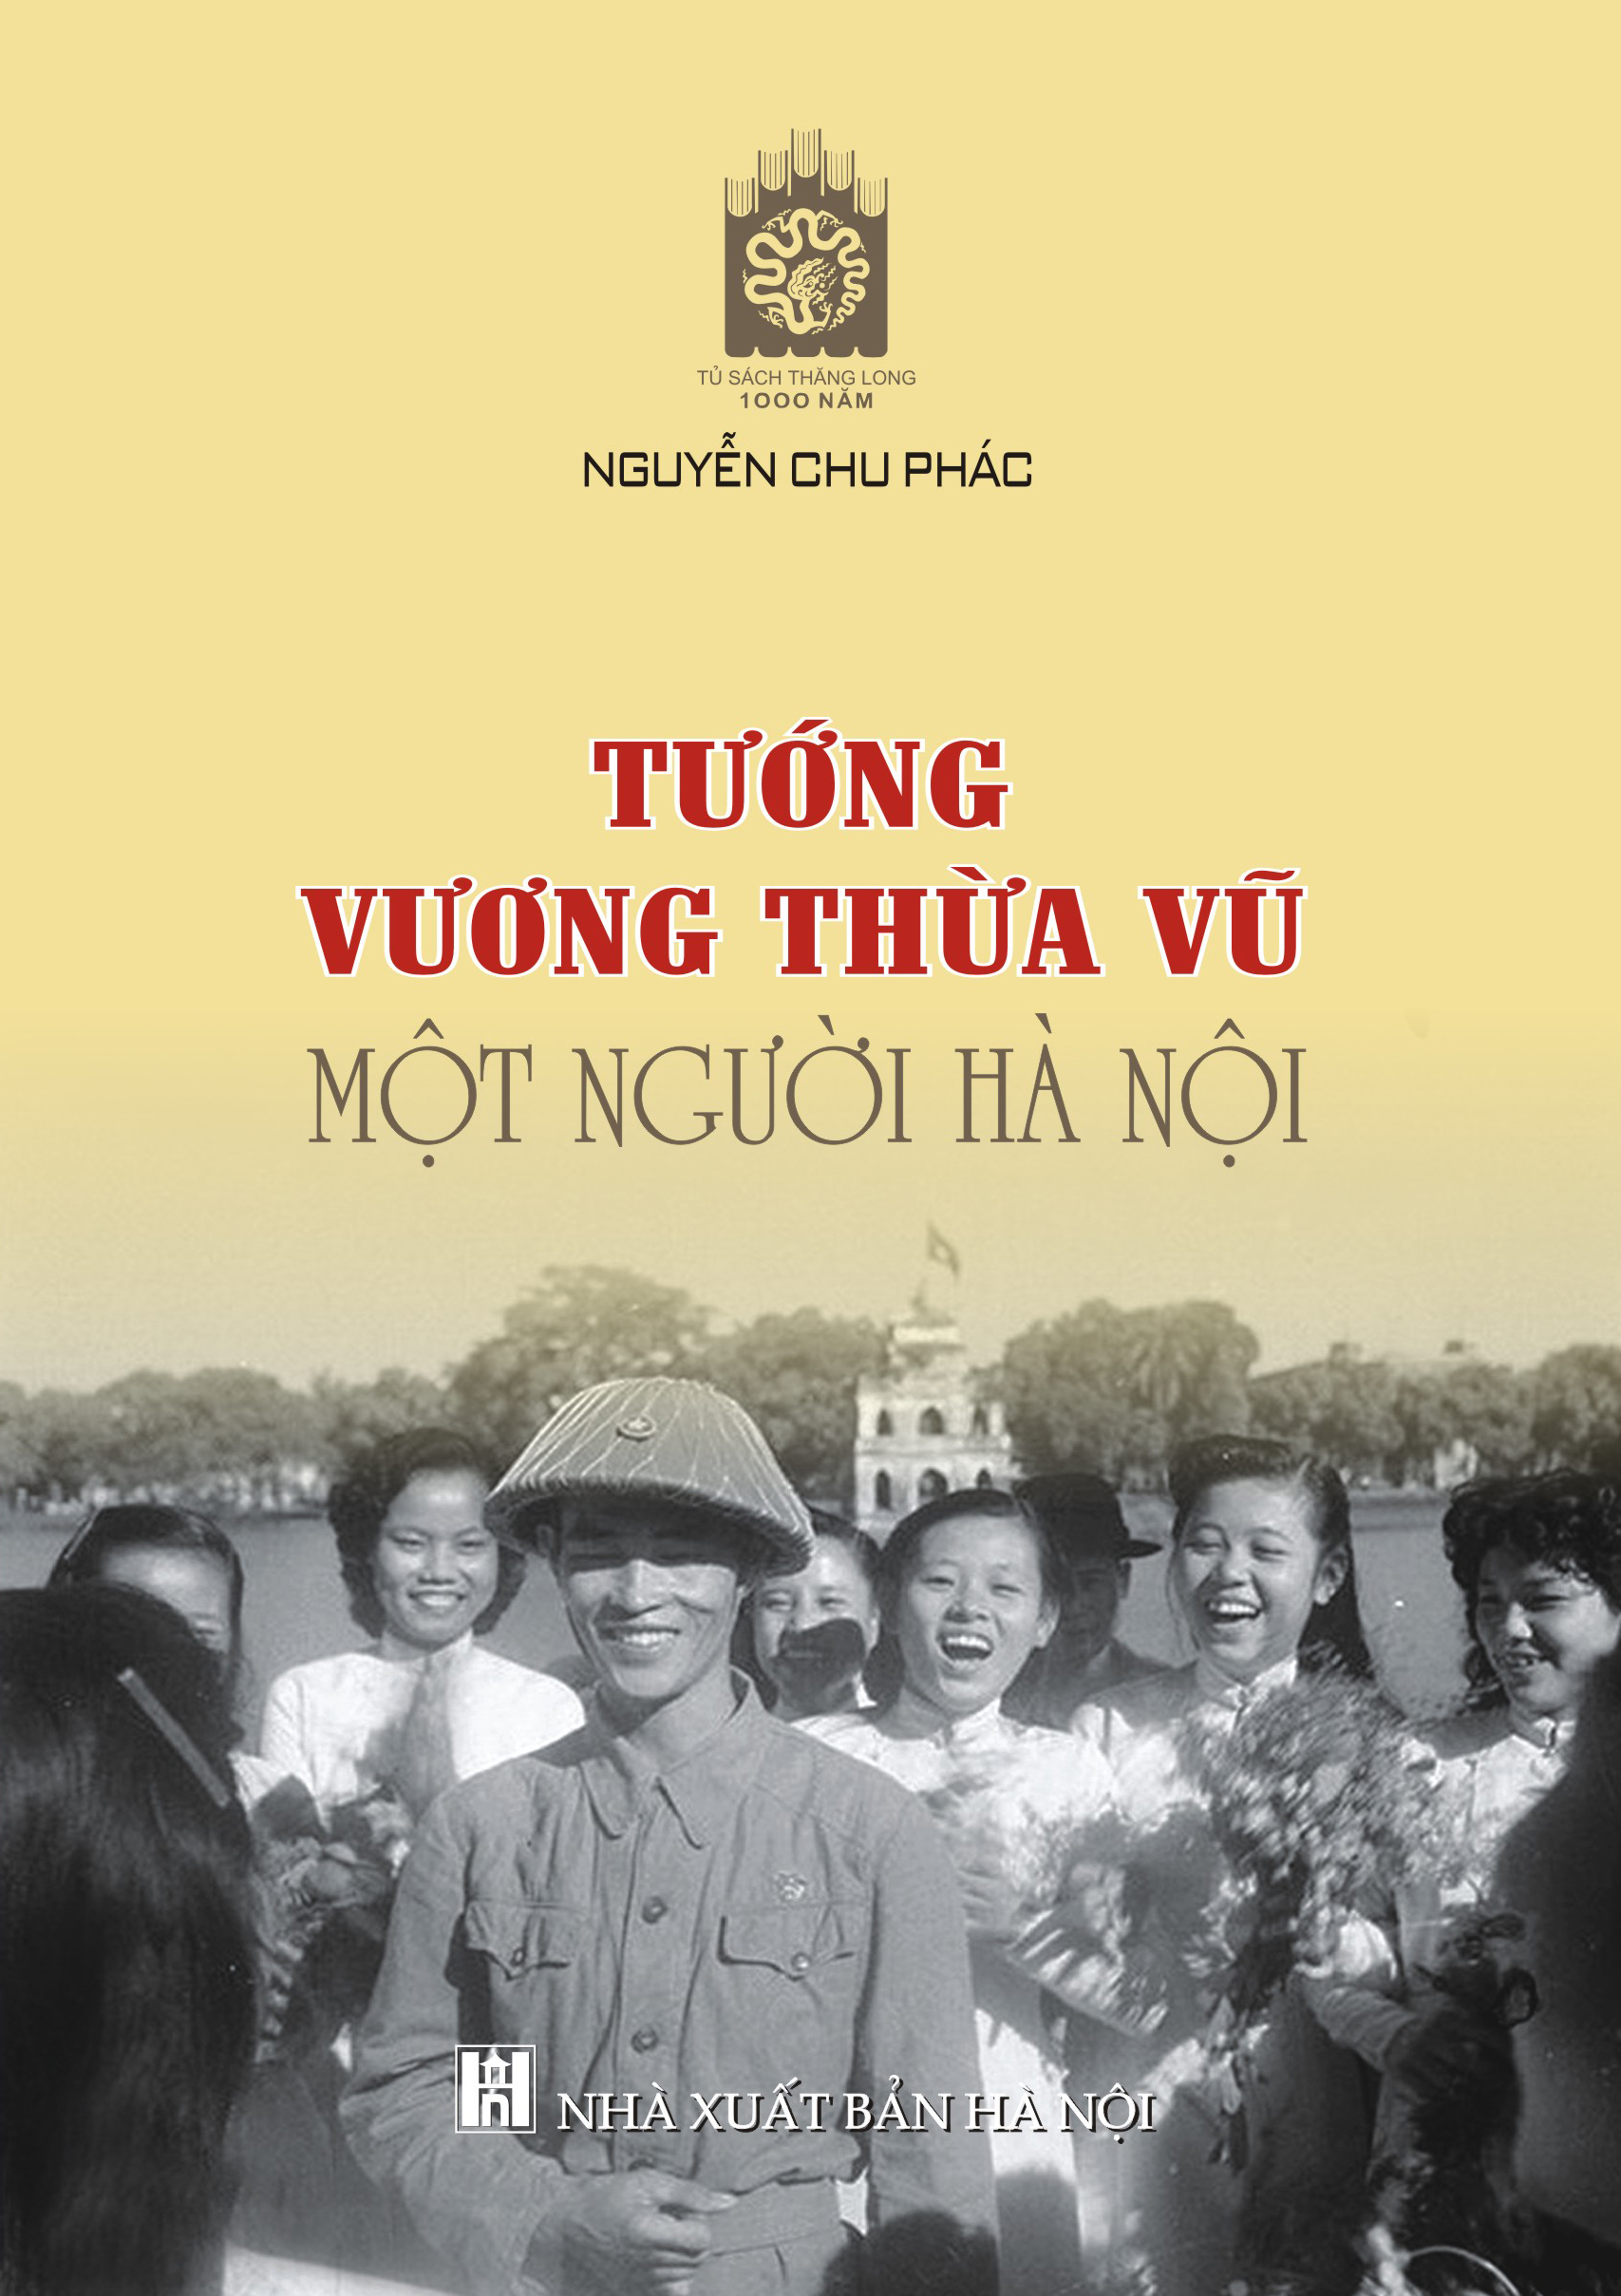 TỦ SÁCH THĂNG LONG
1000 NĂM
NGUYỄN CHU PHÁC
TƯỚNG
VƯƠNG THỪA VŨ
MỘT NGƯỜI HÀ NỘI
NHÀ XUẤT BẢN HÀ NỘI